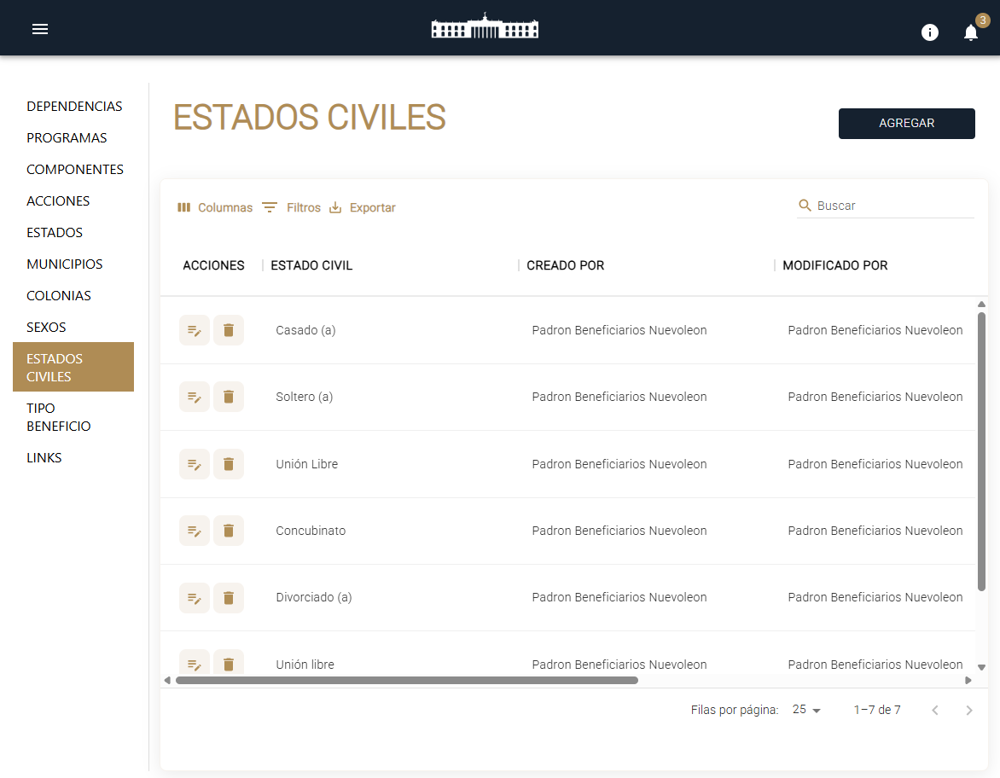 3
DEPENDENCIAS
PROGRAMAS
COMPONENTES
ACCIONES
ESTADOS
MUNICIPIOS
COLONIAS
SEXOS
ESTADOS
CIVILES
TIPO
BENEFICIO
LINKS
ESTADOS CIVILES
AGREGAR
Columnas Filtros Exportar
Buscar
ACCIONES ESTADO CIVIL CREADO POR MODIFICADO POR
Casado (a) Padron Beneficiarios Nuevoleon Padron Beneficiarios Nuevoleon
Soltero (a) Padron Beneficiarios Nuevoleon Padron Beneficiarios Nuevoleon
Unión Libre Padron Beneficiarios Nuevoleon Padron Beneficiarios Nuevoleon
Concubinato Padron Beneficiarios Nuevoleon Padron Beneficiarios Nuevoleon
Divorciado (a) Padron Beneficiarios Nuevoleon Padron Beneficiarios Nuevoleon
Unión libre Padron Beneficiarios Nuevoleon Padron Beneficiarios Nuevoleon
Filas por página: 25 1–7 de 7